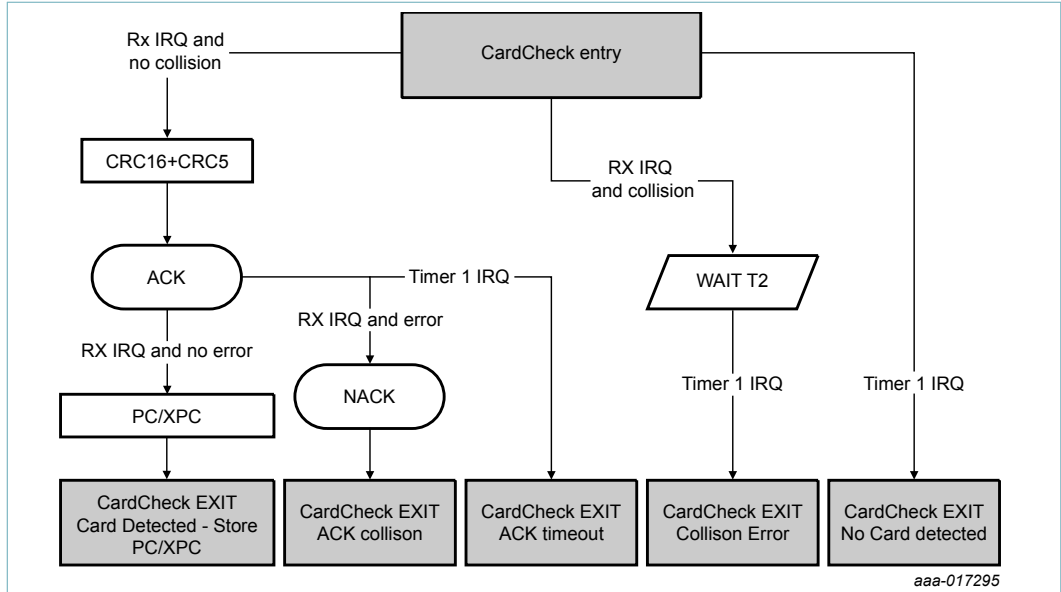 CardCheck entry
Rx IRQ and
no collision
CRC16+CRC5
RX IRQ
and collision
ACK
Timer 1 IRQ
WAIT T2
RX IRQ and error
RX IRQ and no error
NACK
Timer 1 IRQ
Timer 1 IRQ
PC/XPC
CardCheck EXIT
Card Detected - Store
PC/XPC
CardCheck EXIT
ACK collison
CardCheck EXIT
ACK timeout
CardCheck EXIT
Collison Error
CardCheck EXIT
No Card detected
aaa-017295